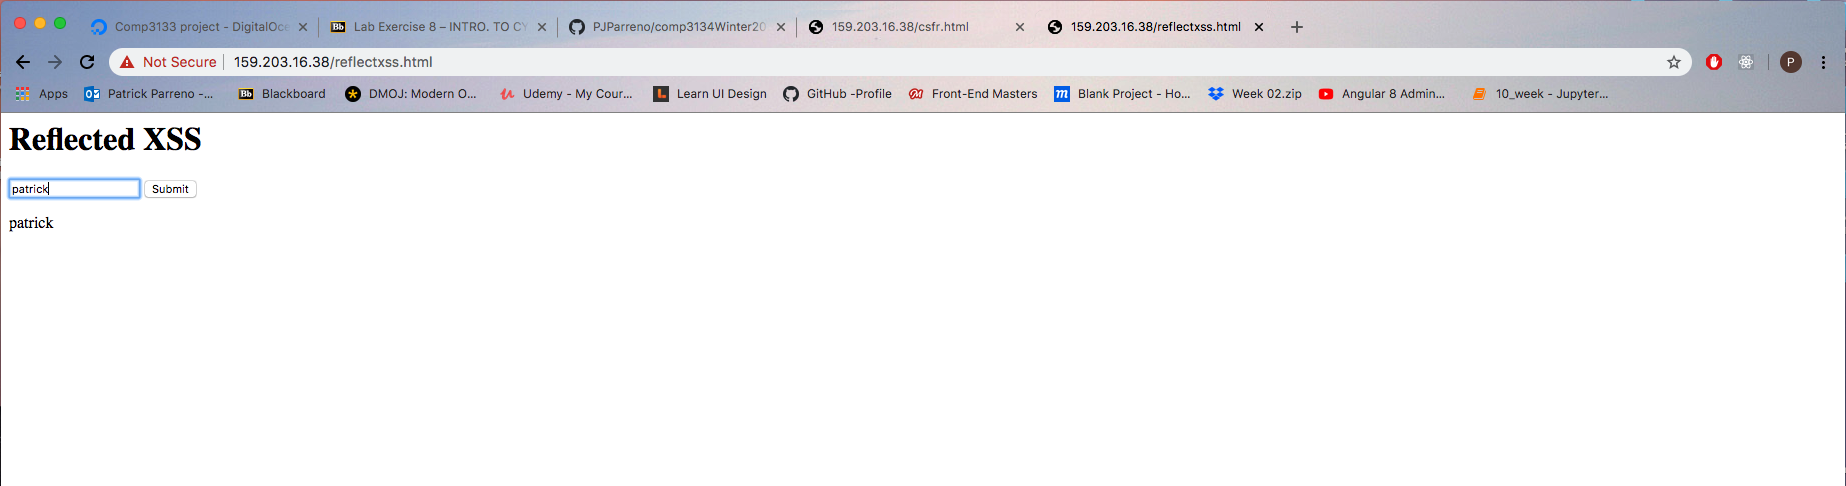 Comp3133 project - DigitalOce
Lab Exercise 8 – INTRO. TO CY
PJParreno/comp3134Winter20
159.203.16.38/csfr.html
159.203.16.38/reflectxss.html
Not Secure
159.203.16.38/reflectxss.html
P
Apps
Patrick Parreno -...
Bb Blackboard
DMOJ: Modern O...
Udemy - My Cour...
Learn UI Design
GitHub -Profile
Front-End Masters
Blank Project - Ho...
Week 02.zip
Angular 8 Admin...
10_week - Jupyter...
Reflected XSS
patrick
Submit
patrick